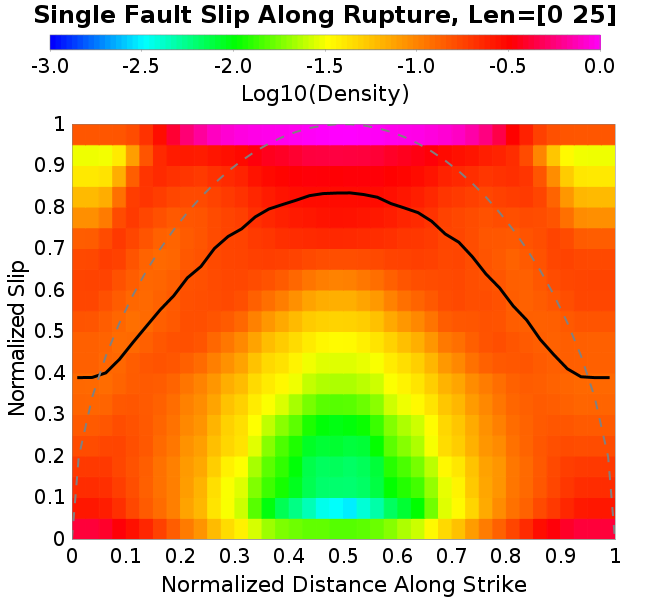 Single Fault Slip Along Rupture, Len=[0 25]
-3.0 -2.5 -2.0 -1.5 -1.0 -0.5 0.0
Log10(Density)
1
0.9
0.8
0.7
0.6
0.5
0.4
0.3
0.2
0.1
0
Normalized Slip
0 0.1 0.2 0.3 0.4 0.5 0.6 0.7 0.8 0.9 1
Normalized Distance Along Strike